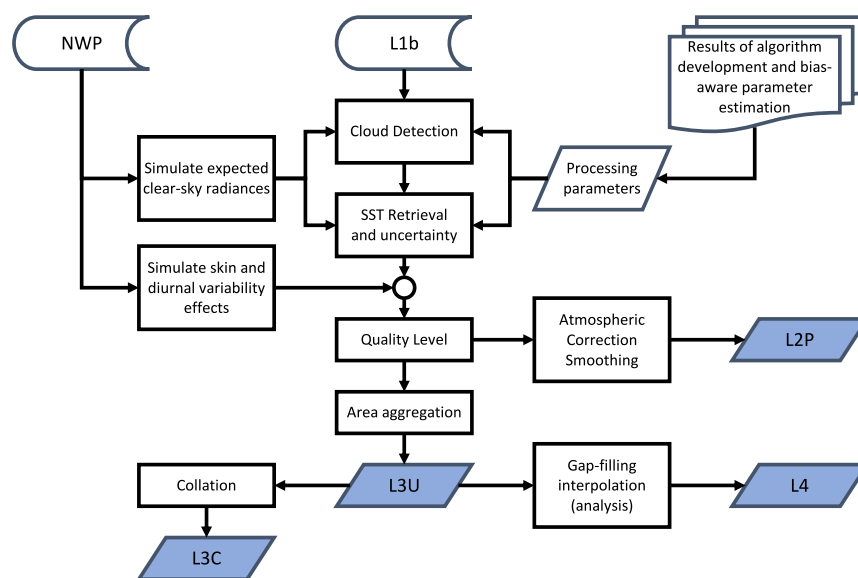 NWP
L1b
Results of algorithm
development and bias-
aware parameter
estimation
Cloud Detection
Simulate expected
clear-sky radiances
Processing
parameters
SST Retrieval
and uncertainty
Simulate skin and
diurnal variability
effects
Quality Level
Atmospheric
Correction
Smoothing
L2P
Area aggregation
Collation
L3U
Gap-filling
interpolation
(analysis)
L4
L3C